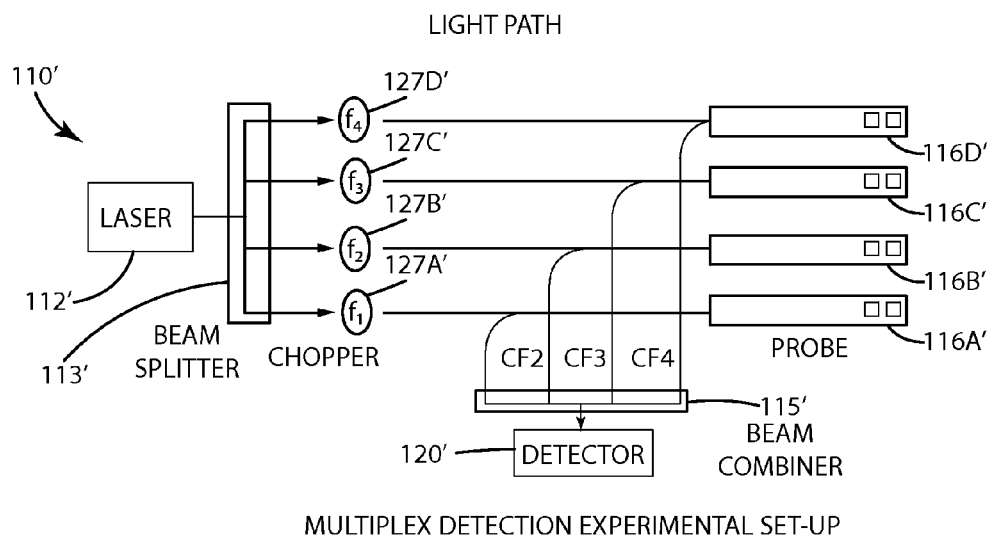 LIGHT PATH
110′
127D′
f4
116D′
127C′
f3
116C′
LASER
127B′
f2
116B′
127A′
f1
112′
116A′
PROBE
BEAM
SPLITTER
CHOPPER
CF2
CF3
CF4
113′
115′
BEAM
COMBINER
120′
DETECTOR
MULTIPLEX DETECTION EXPERIMENTAL SET-UP